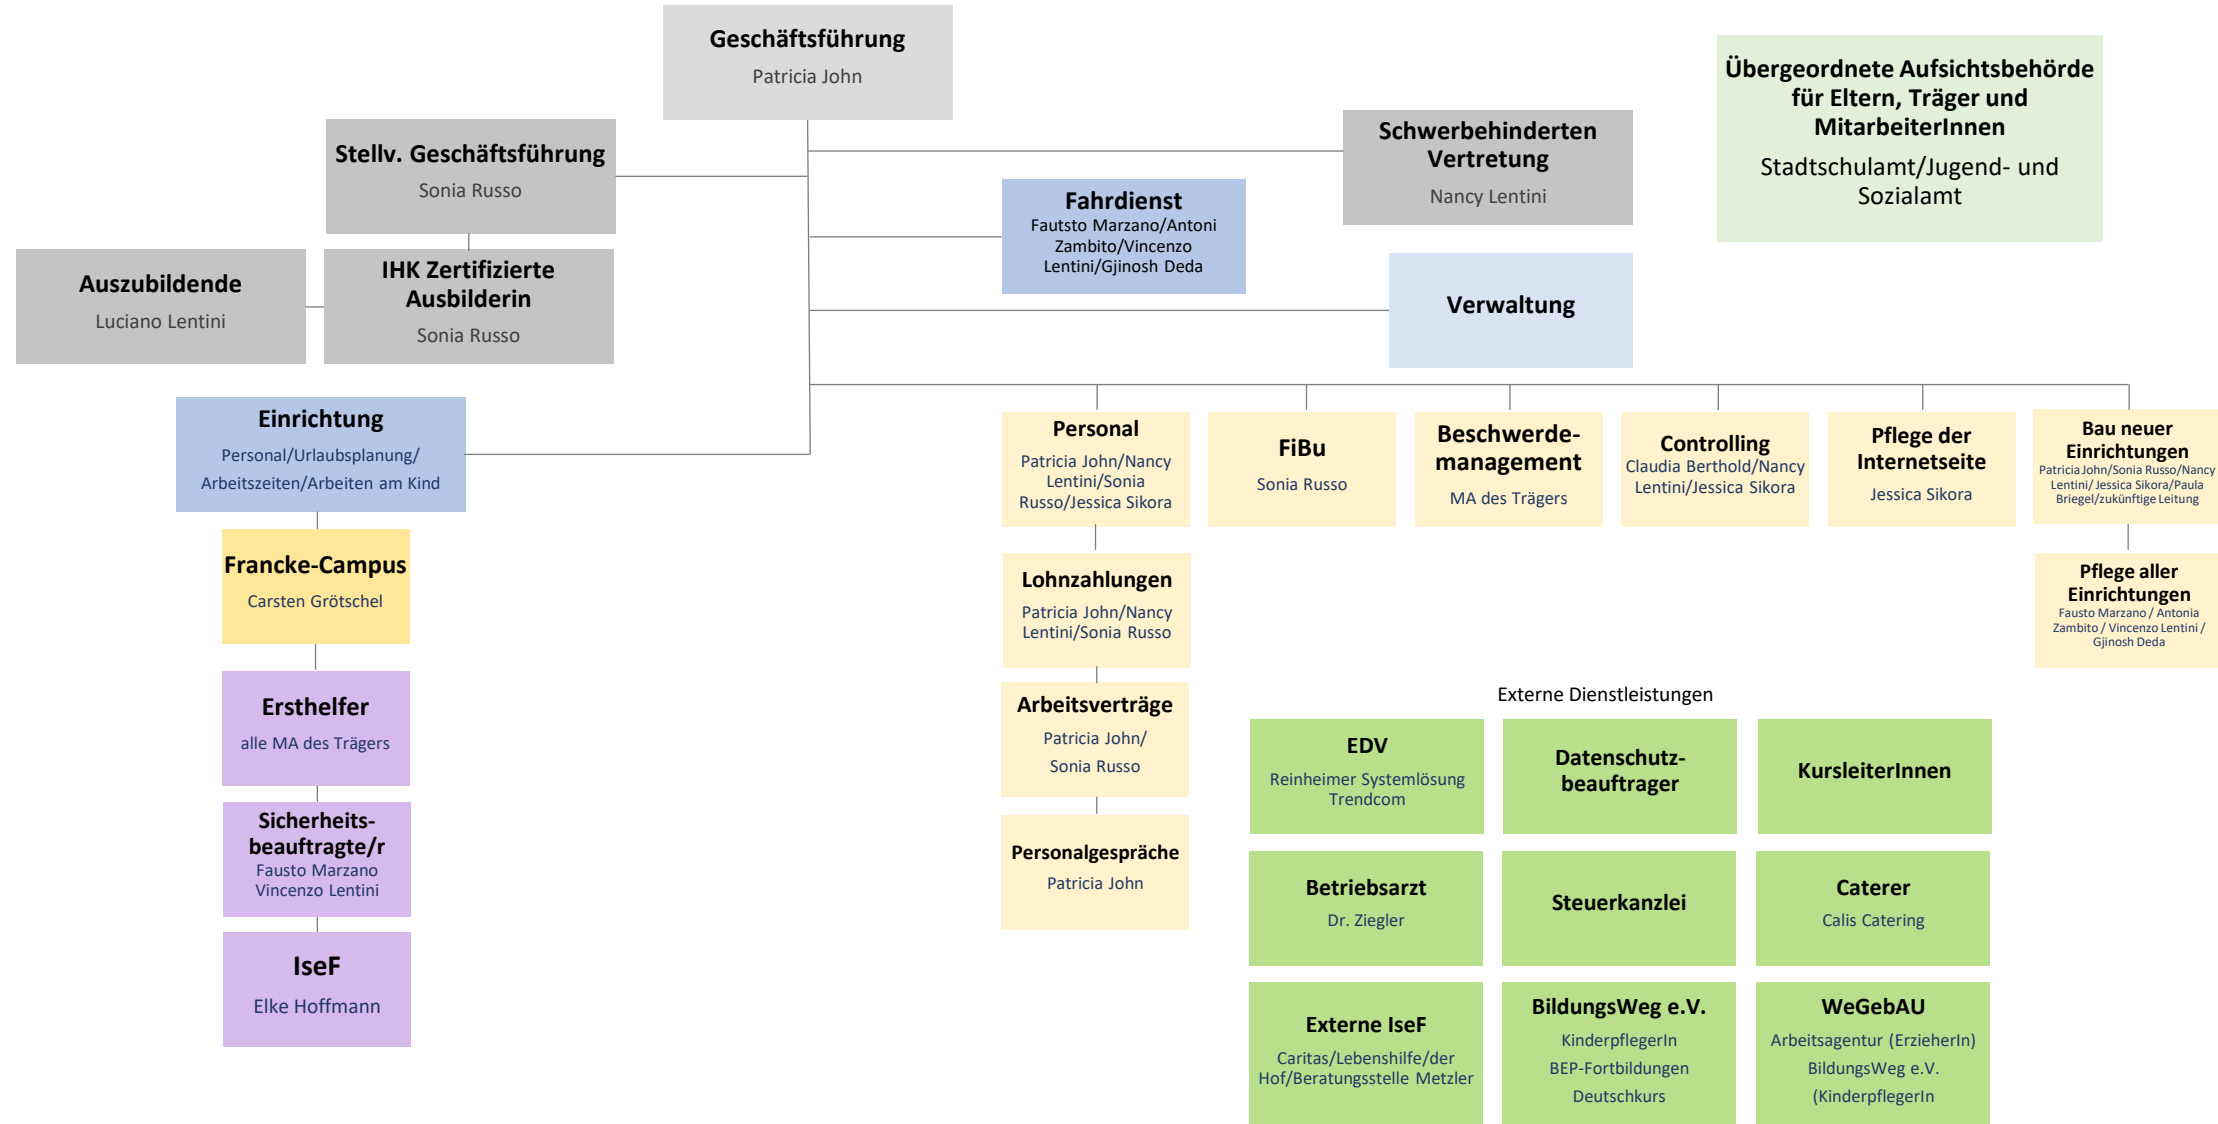 Geschäftsführung
Patricia John
Übergeordnete Aufsichtsbehörde
für Eltern, Träger und
MitarbeiterInnen
Stadtschulamt/Jugend- und
Sozialamt
Stellv. Geschäftsführung
Sonia Russo
Schwerbehinderten
Vertretung
Nancy Lentini
Fahrdienst
Fautsto Marzano/Antoni
Zambito/Vincenzo
Lentini/Gjinosh Deda
Auszubildende
Luciano Lentini
IHK Zertifizierte
Ausbilderin
Sonia Russo
Verwaltung
Einrichtung
Personal/Urlaubsplanung/
Arbeitszeiten/Arbeiten am Kind
Personal
Patricia John/Nancy
Lentini/Sonia
Russo/Jessica Sikora
FiBu
Sonia Russo
Beschwerde-
management
MA des Trägers
Controlling
Claudia Berthold/Nancy
Lentini/Jessica Sikora
Pflege der
Internetseite
Jessica Sikora
Bau neuer
Einrichtungen
Patricia John/Sonia Russo/Nancy
Lentini/ Jessica Sikora/Paula
Briegel/zukünftige Leitung
Francke-Campus
Carsten Grötschel
Lohnzahlungen
Patricia John/Nancy
Lentini/Sonia Russo
Pflege aller
Einrichtungen
Fausto Marzano / Antonia
Zambito / Vincenzo Lentini /
Gjinosh Deda
Ersthelfer
alle MA des Trägers
Arbeitsverträge
Patricia John/
Sonia Russo
Sicherheits-
beauftragte/r
Fausto Marzano
Vincenzo Lentini
Personalgespräche
Patricia John
IseF
Elke Hoffmann
Externe Dienstleistungen
EDV
Reinheimer Systemlösung
Trendcom
Datenschutz-
beauftrager
KursleiterInnen
Betriebsarzt
Dr. Ziegler
Steuerkanzlei
Caterer
Calis Catering
Externe IseF
Caritas/Lebenshilfe/der
Hof/Beratungsstelle Metzler
BildungsWeg e.V.
KinderpflegerIn
BEP-Fortbildungen
Deutschkurs
WeGebAU
Arbeitsagentur (ErzieherIn)
BildungsWeg e.V.
(KinderpflegerIn